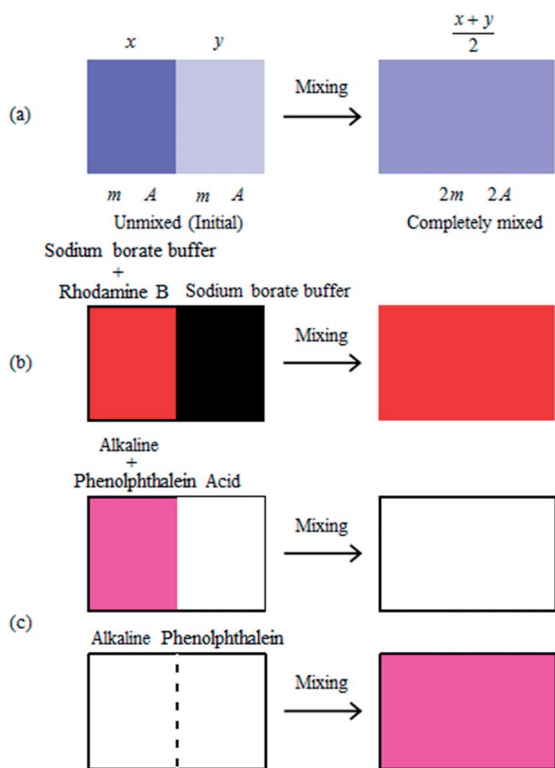 x y
x + y
2
Mixing
(a)
m A m A
2m 2A
Unmixed (Initial)
Completely mixed
Sodium borate buffer
+
Rhodamine B
Sodium borate buffer
Mixing
(b)
Alkaline
+
Phenolphthalein Acid
Mixing
(c)
Alkaline Phenolphthalein
Mixing